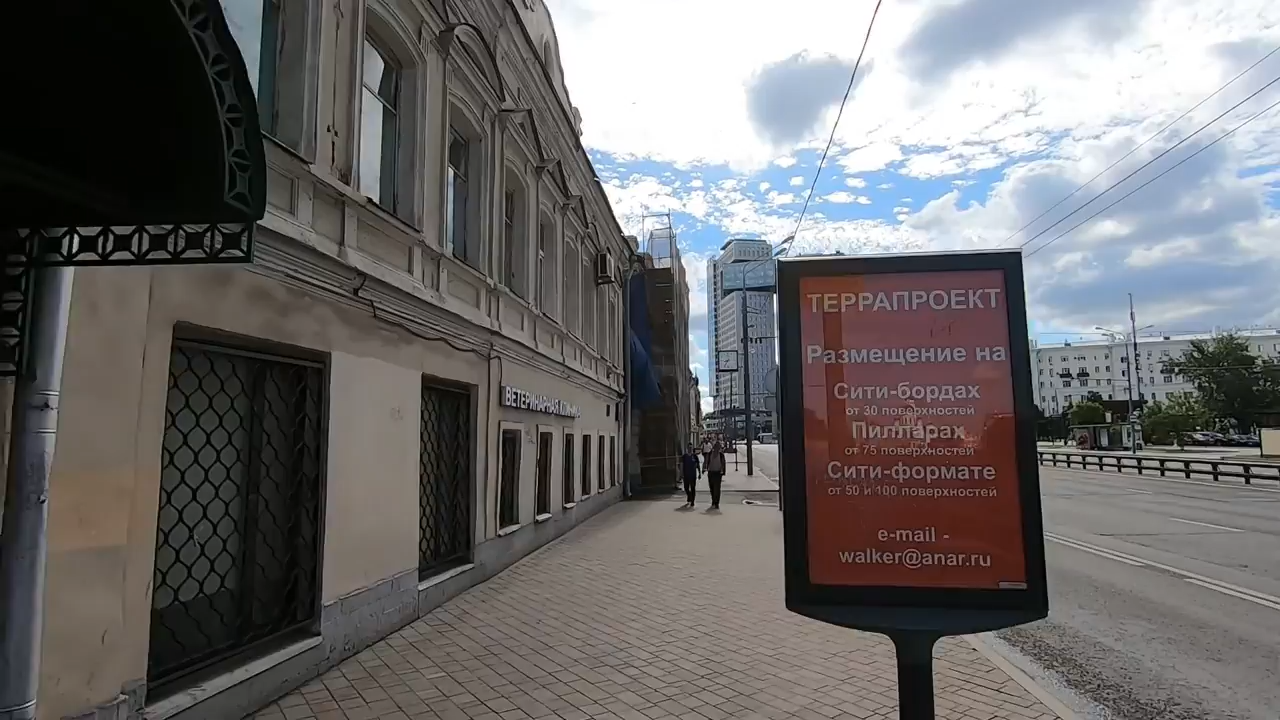 ВЕТЕРИНАРНАЯ КЛИНИКА
ТЕРРАПРОЕКТ
Размещение на
Сити-бордах
от 30 поверхностей
Пилларах
от 75 поверхностей
Сити-формате
от 50 и 100 поверхностей
e-mail -
walker@anar.ru